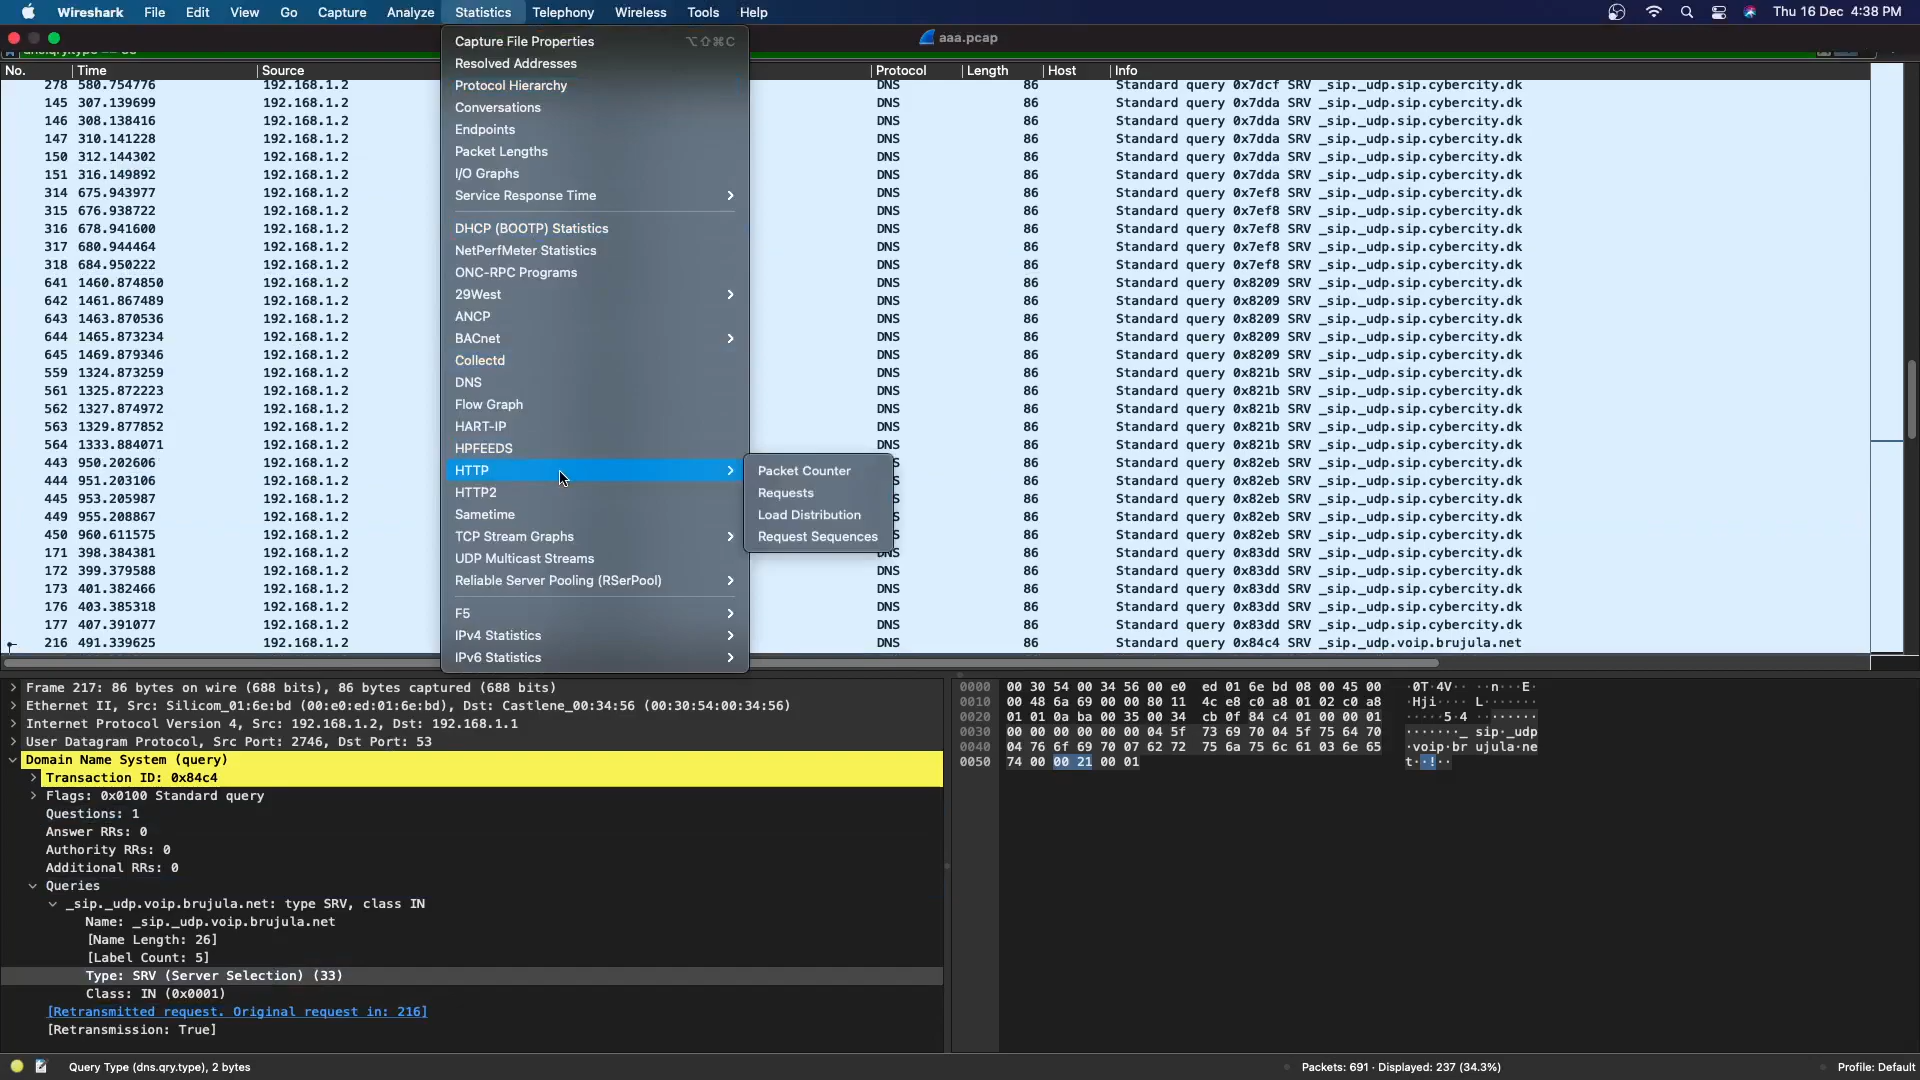 Wireshark File Edit View Go Capture Analyze Statistics Telephony Wireless Tools Help Thu 16 Dec 4:38 PM
aaa.pcap
No. Time Source Protocol Length Host Info
278 580.754776 192.168.1.2 DNS 86 Standard query 0x7dcf SRV _sip._udp.sip.cybercity.dk
145 307.139699 192.168.1.2 DNS 86 Standard query 0x7dda SRV _sip._udp.sip.cybercity.dk
146 308.138416 192.168.1.2 DNS 86 Standard query 0x7dda SRV _sip._udp.sip.cybercity.dk
147 310.141228 192.168.1.2 DNS 86 Standard query 0x7dda SRV _sip._udp.sip.cybercity.dk
150 312.144302 192.168.1.2 DNS 86 Standard query 0x7dda SRV _sip._udp.sip.cybercity.dk
151 316.149892 192.168.1.2 DNS 86 Standard query 0x7dda SRV _sip._udp.sip.cybercity.dk
314 675.943977 192.168.1.2 DNS 86 Standard query 0x7ef8 SRV _sip._udp.sip.cybercity.dk
315 676.938722 192.168.1.2 DNS 86 Standard query 0x7ef8 SRV _sip._udp.sip.cybercity.dk
316 678.941600 192.168.1.2 DNS 86 Standard query 0x7ef8 SRV _sip._udp.sip.cybercity.dk
317 680.944464 192.168.1.2 DNS 86 Standard query 0x7ef8 SRV _sip._udp.sip.cybercity.dk
318 684.950222 192.168.1.2 DNS 86 Standard query 0x7ef8 SRV _sip._udp.sip.cybercity.dk
641 1460.874850 192.168.1.2 DNS 86 Standard query 0x8209 SRV _sip._udp.sip.cybercity.dk
642 1461.867489 192.168.1.2 DNS 86 Standard query 0x8209 SRV _sip._udp.sip.cybercity.dk
643 1463.870536 192.168.1.2 DNS 86 Standard query 0x8209 SRV _sip._udp.sip.cybercity.dk
644 1465.873234 192.168.1.2 DNS 86 Standard query 0x8209 SRV _sip._udp.sip.cybercity.dk
645 1469.879346 192.168.1.2 DNS 86 Standard query 0x8209 SRV _sip._udp.sip.cybercity.dk
559 1324.873259 192.168.1.2 DNS 86 Standard query 0x821b SRV _sip._udp.sip.cybercity.dk
561 1325.872223 192.168.1.2 DNS 86 Standard query 0x821b SRV _sip._udp.sip.cybercity.dk
562 1327.874972 192.168.1.2 DNS 86 Standard query 0x821b SRV _sip._udp.sip.cybercity.dk
563 1329.877852 192.168.1.2 DNS 86 Standard query 0x821b SRV _sip._udp.sip.cybercity.dk
564 1333.884071 192.168.1.2 DNS 86 Standard query 0x821b SRV _sip._udp.sip.cybercity.dk
443 950.202606 192.168.1.2 86 Standard query 0x82eb SRV _sip._udp.sip.cybercity.dk
444 951.203106 192.168.1.2 86 Standard query 0x82eb SRV _sip._udp.sip.cybercity.dk
445 953.205987 192.168.1.2 86 Standard query 0x82eb SRV _sip._udp.sip.cybercity.dk
449 955.208867 192.168.1.2 86 Standard query 0x82eb SRV _sip._udp.sip.cybercity.dk
450 960.611575 192.168.1.2 86 Standard query 0x82eb SRV _sip._udp.sip.cybercity.dk
171 398.384381 192.168.1.2 DNS 86 Standard query 0x83dd SRV _sip._udp.sip.cybercity.dk
172 399.379588 192.168.1.2 DNS 86 Standard query 0x83dd SRV _sip._udp.sip.cybercity.dk
173 401.382466 192.168.1.2 DNS 86 Standard query 0x83dd SRV _sip._udp.sip.cybercity.dk
176 403.385318 192.168.1.2 DNS 86 Standard query 0x83dd SRV _sip._udp.sip.cybercity.dk
177 407.391077 192.168.1.2 DNS 86 Standard query 0x83dd SRV _sip._udp.sip.cybercity.dk
216 491.339625 192.168.1.2 DNS 86 Standard query 0x84c4 SRV _sip._udp.voip.brujula.net
Capture File Properties ⌥⇧⌘C
Resolved Addresses
Protocol Hierarchy
Conversations
Endpoints
Packet Lengths
I/O Graphs
Service Response Time
DHCP (BOOTP) Statistics
NetPerfMeter Statistics
ONC-RPC Programs
29West
ANCP
BACnet
Collectd
DNS
Flow Graph
HART-IP
HPFEEDS
HTTP
HTTP2
Sametime
TCP Stream Graphs
UDP Multicast Streams
Reliable Server Pooling (RSerPool)
F5
IPv4 Statistics
IPv6 Statistics
Packet Counter
Requests
Load Distribution
Request Sequences
Frame 217: 86 bytes on wire (688 bits), 86 bytes captured (688 bits)
Ethernet II, Src: Silicom_01:6e:bd (00:e0:ed:01:6e:bd), Dst: Castlene_00:34:56 (00:30:54:00:34:56)
Internet Protocol Version 4, Src: 192.168.1.2, Dst: 192.168.1.1
User Datagram Protocol, Src Port: 2746, Dst Port: 53
Domain Name System (query)
Transaction ID: 0x84c4
Flags: 0x0100 Standard query
Questions: 1
Answer RRs: 0
Authority RRs: 0
Additional RRs: 0
Queries
_sip._udp.voip.brujula.net: type SRV, class IN
Name: _sip._udp.voip.brujula.net
[Name Length: 26]
[Label Count: 5]
Type: SRV (Server Selection) (33)
Class: IN (0x0001)
[Retransmitted request. Original request in: 216]
[Retransmission: True]
0000 00 30 54 00 34 56 00 e0 ed 01 6e bd 08 00 45 00 ·0T·4V·· ··n···E·
0010 00 48 6a 69 00 00 80 11 4c e8 c0 a8 01 02 c0 a8 ·Hji···· L·······
0020 01 01 0a ba 00 35 00 34 cb 0f 84 c4 01 00 00 01 ·····5·4 ········
0030 00 00 00 00 00 00 04 5f 73 69 70 04 5f 75 64 70 ·······_ sip·_udp
0040 04 76 6f 69 70 07 62 72 75 6a 75 6c 61 03 6e 65 ·voip·br ujula·ne
0050 74 00 00 21 00 01 t··!··
Query Type (dns.qry.type), 2 bytes
Packets: 691 · Displayed: 237 (34.3%)
Profile: Default